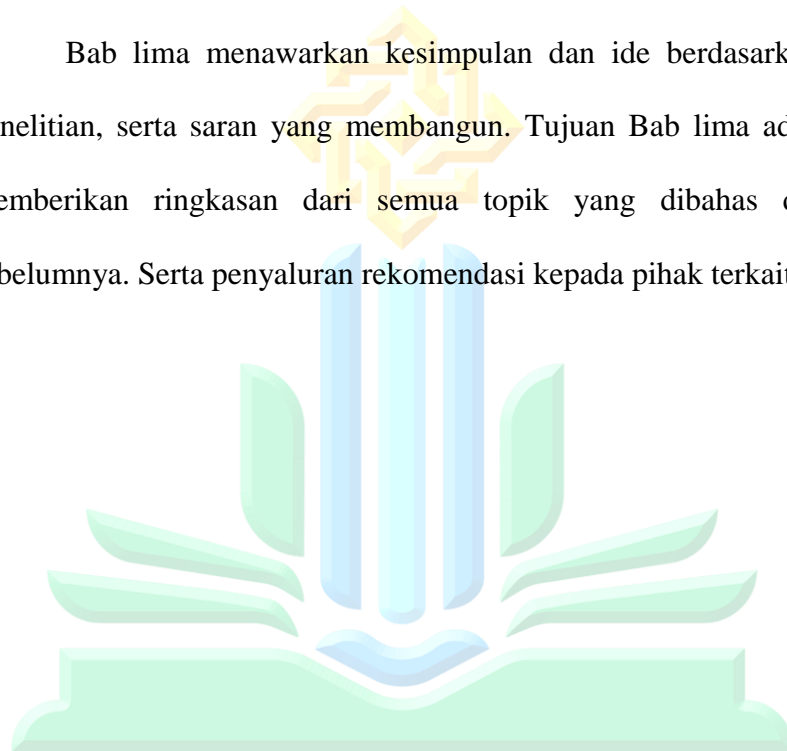 Bab lima menawarkan kesimpulan dan ide berdasark
nelitian, serta saran yang membangun. Tujuan Bab lima ad
emberikan ringkasan dari semua topik yang dibahas d
belumnya. Serta penyaluran rekomendasi kepada pihak terkait